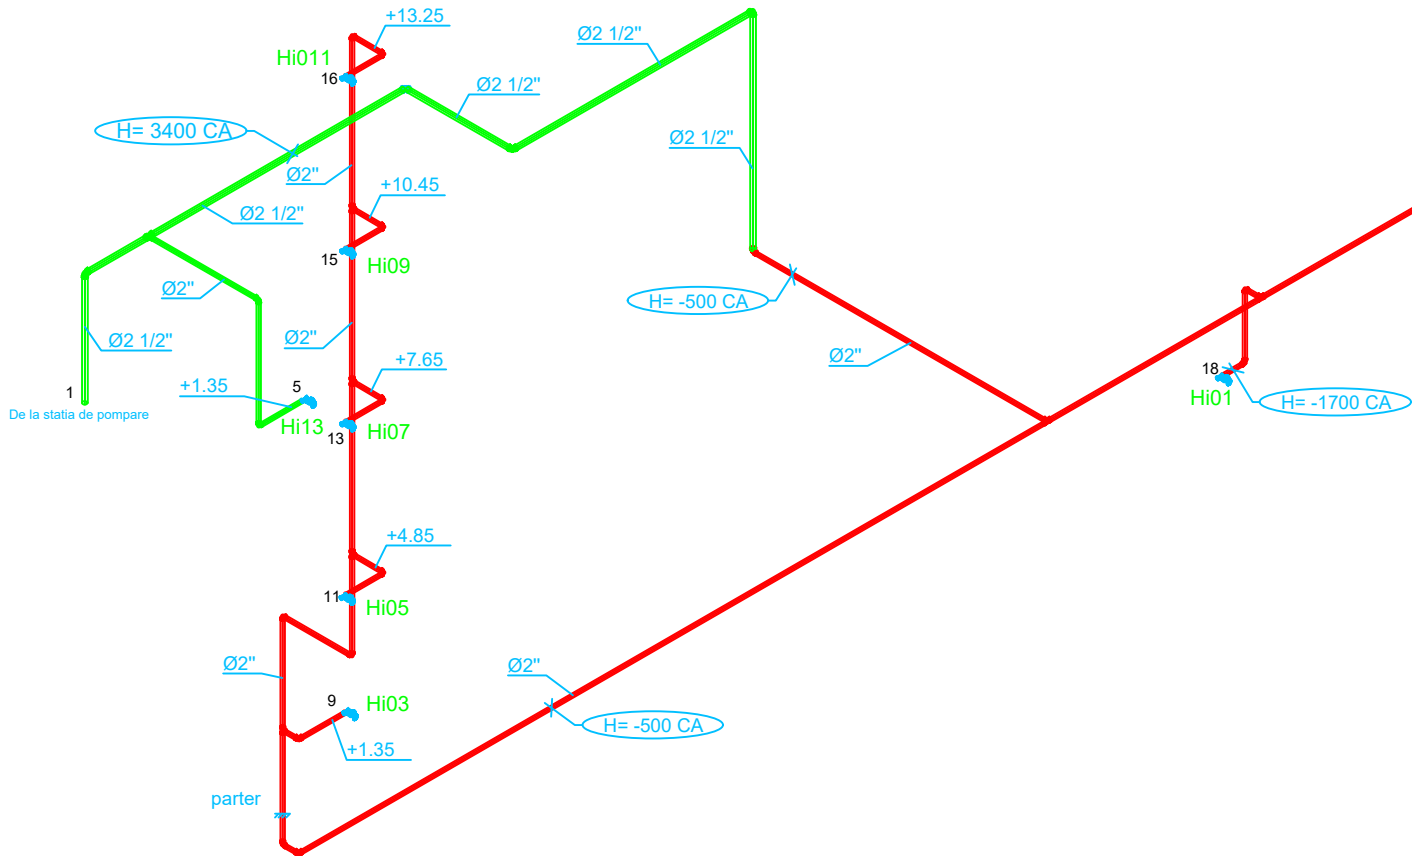 +13.25
Hi011
16
Ø2 1/2"
Ø2 1/2"
H= 3400 CA
Ø2 1/2"
Ø2"
+10.45
Ø2 1/2"
15
Hi09
Ø2"
H= -500 CA
Ø2 1/2"
Ø2"
+7.65
Ø2"
1
De la statia de pompare
+1.35
5
Hi13
13
Hi07
18
Hi01
H= -1700 CA
+4.85
11
Hi05
Ø2"
Ø2"
9
Hi03
+1.35
H= -500 CA
parter